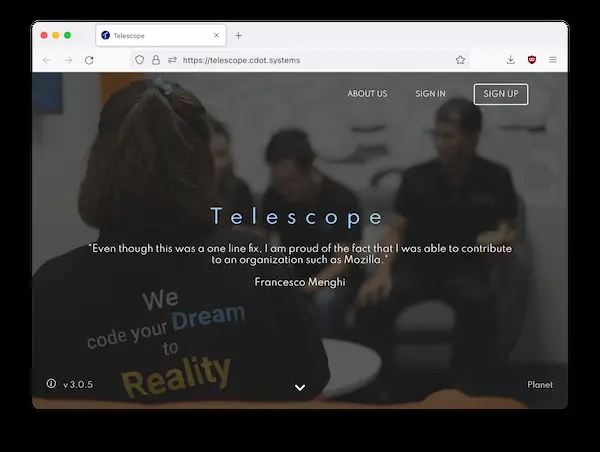 Telescope
https://telescope.cdot.systems
ABOUT US
SIGN IN
SIGN UP
Telescope
"Even though this was a one line fix, I am proud of the fact that I was able to contribute
to an organization such as Mozilla."
Francesco Menghi
We
code your Dream
to
Reality
v 3.0.5
Planet